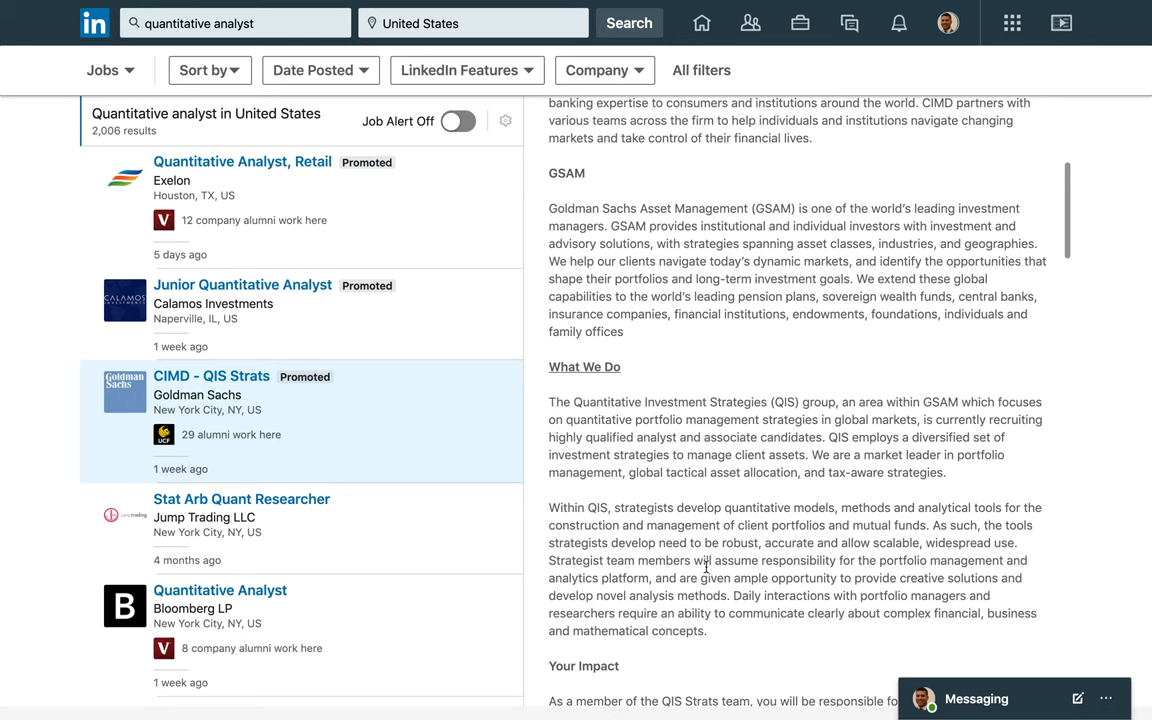 in
quantitative analyst
United States
Search
Jobs
Sort by
Date Posted
LinkedIn Features
Company
All filters
Quantitative analyst in United States
2,006 results
Job Alert Off
Quantitative Analyst, Retail Promoted
Exelon
Houston, TX, US
V 12 company alumni work here
5 days ago
CALAMOS
INVESTMENTS
Junior Quantitative Analyst Promoted
Calamos Investments
Naperville, IL, US
1 week ago
Goldman
Sachs
CIMD - QIS Strats Promoted
Goldman Sachs
New York City, NY, US
UCF 29 alumni work here
1 week ago
jumptrading
Stat Arb Quant Researcher
Jump Trading LLC
New York City, NY, US
4 months ago
B
Quantitative Analyst
Bloomberg LP
New York City, NY, US
V 8 company alumni work here
1 week ago
banking expertise to consumers and institutions around the world. CIMD partners with
various teams across the firm to help individuals and institutions navigate changing
markets and take control of their financial lives.
GSAM
Goldman Sachs Asset Management (GSAM) is one of the world's leading investment
managers. GSAM provides institutional and individual investors with investment and
advisory solutions, with strategies spanning asset classes, industries, and geographies.
We help our clients navigate today's dynamic markets, and identify the opportunities that
shape their portfolios and long-term investment goals. We extend these global
capabilities to the world's leading pension plans, sovereign wealth funds, central banks,
insurance companies, financial institutions, endowments, foundations, individuals and
family offices
What We Do
The Quantitative Investment Strategies (QIS) group, an area within GSAM which focuses
on quantitative portfolio management strategies in global markets, is currently recruiting
highly qualified analyst and associate candidates. QIS employs a diversified set of
investment strategies to manage client assets. We are a market leader in portfolio
management, global tactical asset allocation, and tax-aware strategies.
Within QIS, strategists develop quantitative models, methods and analytical tools for the
construction and management of client portfolios and mutual funds. As such, the tools
strategists develop need to be robust, accurate and allow scalable, widespread use.
Strategist team members will assume responsibility for the portfolio management and
analytics platform, and are given ample opportunity to provide creative solutions and
develop novel analysis methods. Daily interactions with portfolio managers and
researchers require an ability to communicate clearly about complex financial, business
and mathematical concepts.
Your Impact
As a member of the QIS Strats team, you will be responsible fo
Messaging